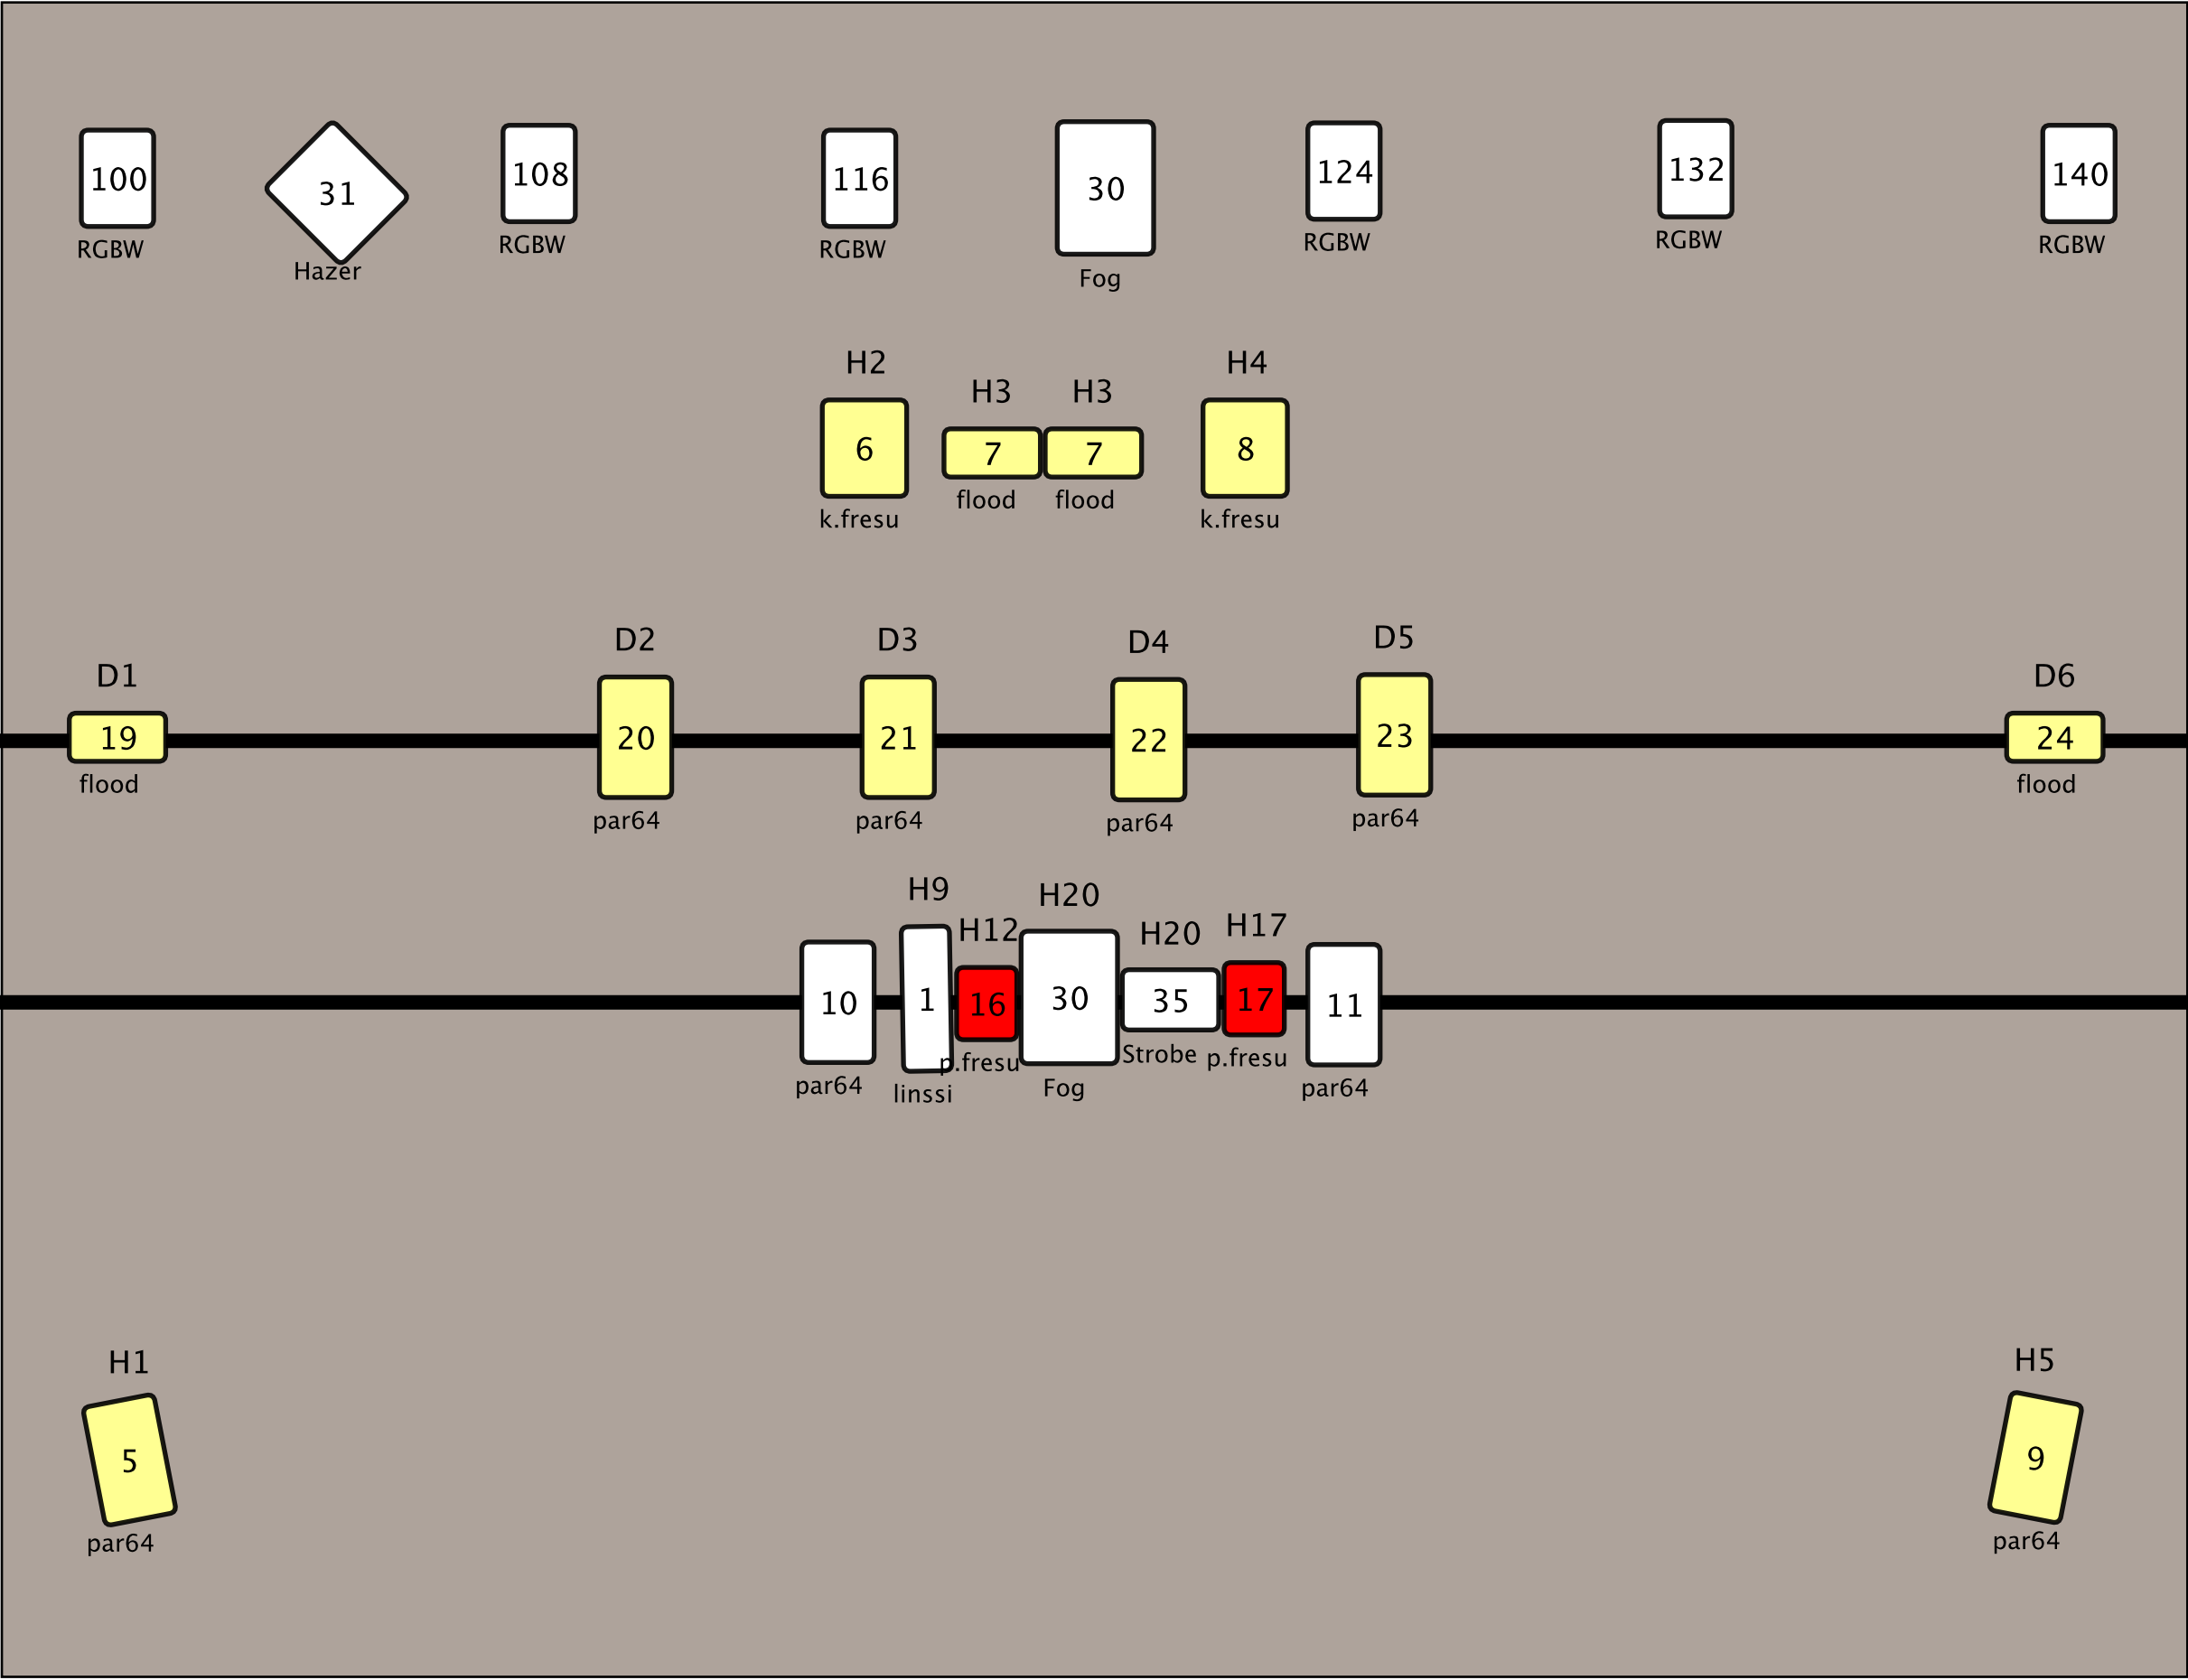 100 31 108 116 30 124 132 140
RGBW Hazer RGBW RGBW Fog RGBW RGBW RGBW
H2 H3 H3 H4
6 7 7 8
k.fresu flood flood k.fresu
D1 D2 D3 D4 D5 D6
19 20 21 22 23 24
flood par64 par64 par64 par64 flood
H9 H12 H20 H20 H17
10 1 16 30 35 17 11
par64 linssi p.fresu Fog Strobe p.fresu par64
H1 H5
5 9
par64 par64